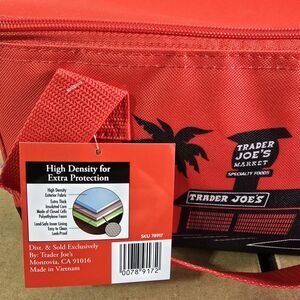 TRADER
JOE'S
MARKET
SPECIALTY FOODS
TRADER JOE'S
High Density for
Extra Protection
High Density
Exterior Fabric
Extra Thick
Insulated Core
Made of Closed Cells
Polyethylene Foam
Lead-Safe Inner Lining
Easy to Clean
Leak-Proof
SKU 78917
Dist. & Sold Exclusively
By: Trader Joe's
Monrovia, CA 91016
Made in Vietnam
0078 9172